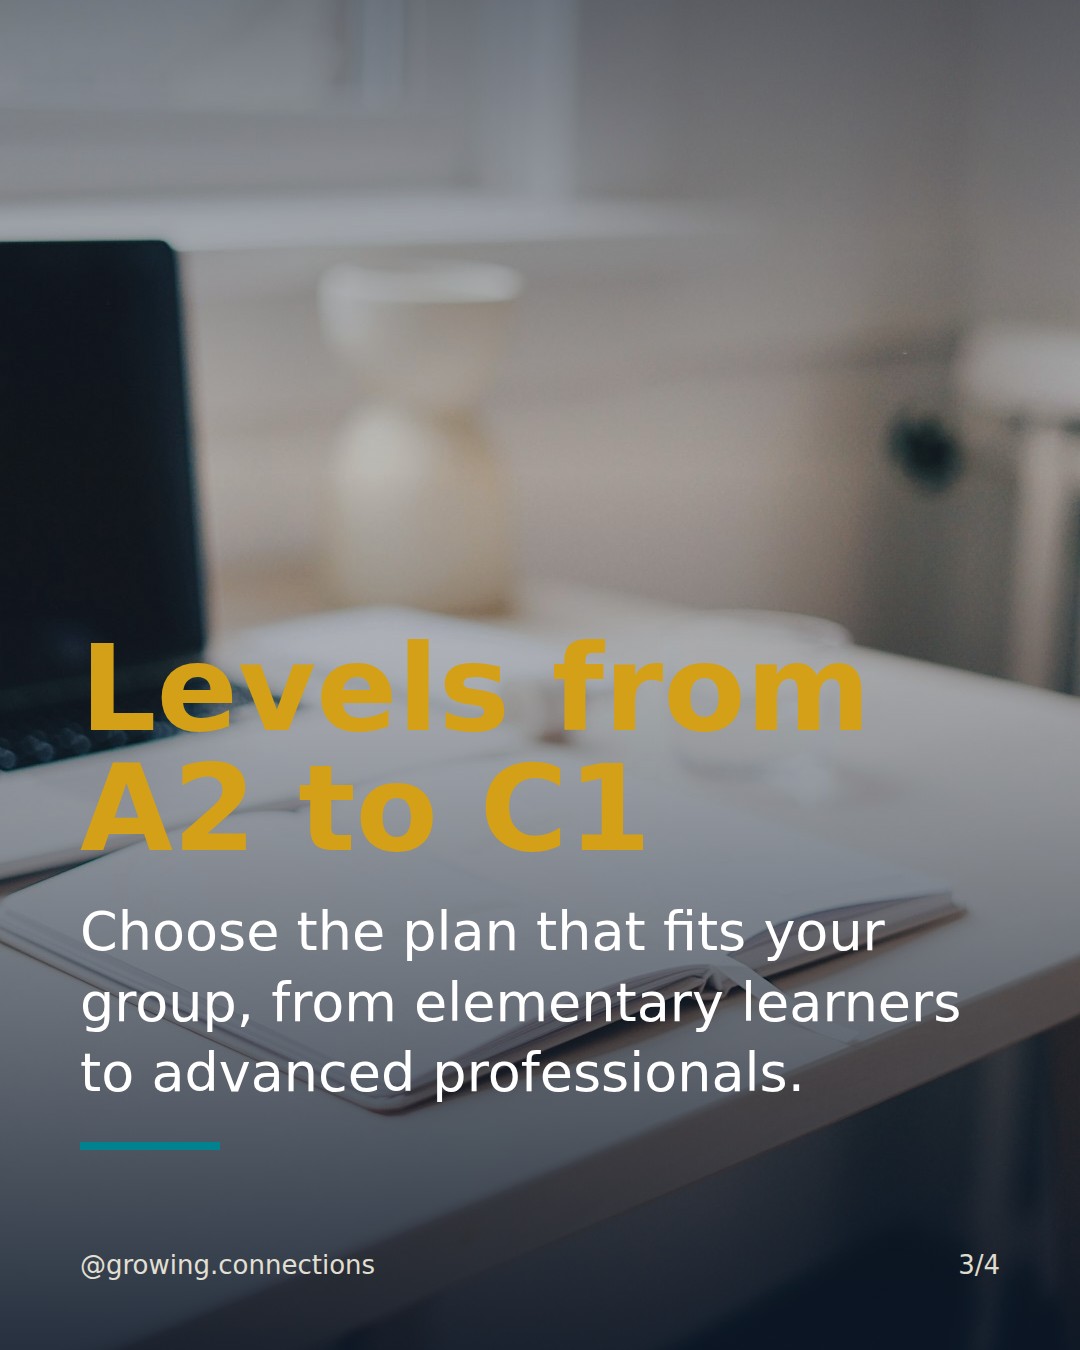 Levels from
A2 to C1
Choose the plan that fits your
group, from elementary learners
to advanced professionals.
@growing.connections
3/4